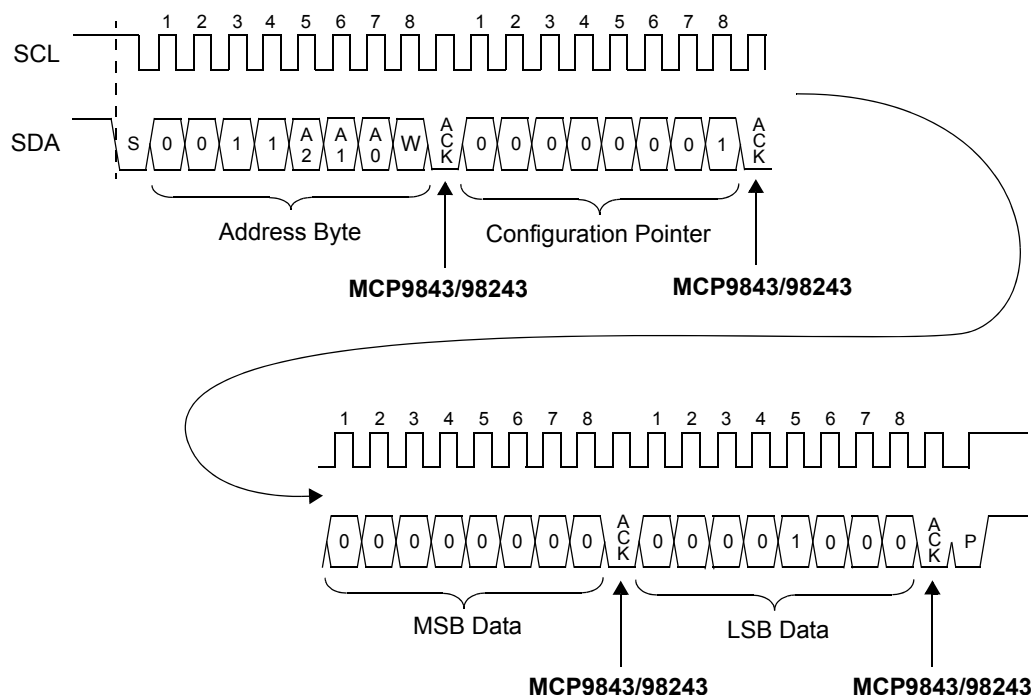 1 2 3 4 5 6 7 8 1 2 3 4 5 6 7 8
SCL
SDA S 0 0 1 1 A2 A1 A0 W ACK 0 0 0 0 0 0 0 1 ACK
Address Byte Configuration Pointer
MCP9843/98243 MCP9843/98243
1 2 3 4 5 6 7 8 1 2 3 4 5 6 7 8
0 0 0 0 0 0 0 0 ACK 0 0 0 0 1 0 0 0 ACK P
MSB Data LSB Data
MCP9843/98243 MCP9843/98243